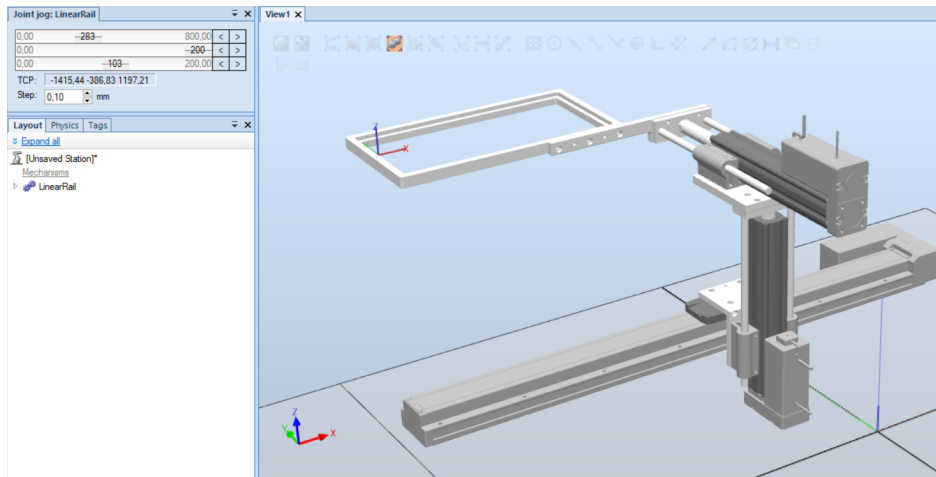 Joint jog: LinearRail
0,00 283 800,00 < >
0,00 200 < >
0,00 103 200,00 < >
TCP: -1415,44 -386,83 1197,21
Step: 0,10 mm
Layout Physics Tags
Expand all
[Unsaved Station]*
Mechanisms
LinearRail
View1
Z
X
Z
Y
X